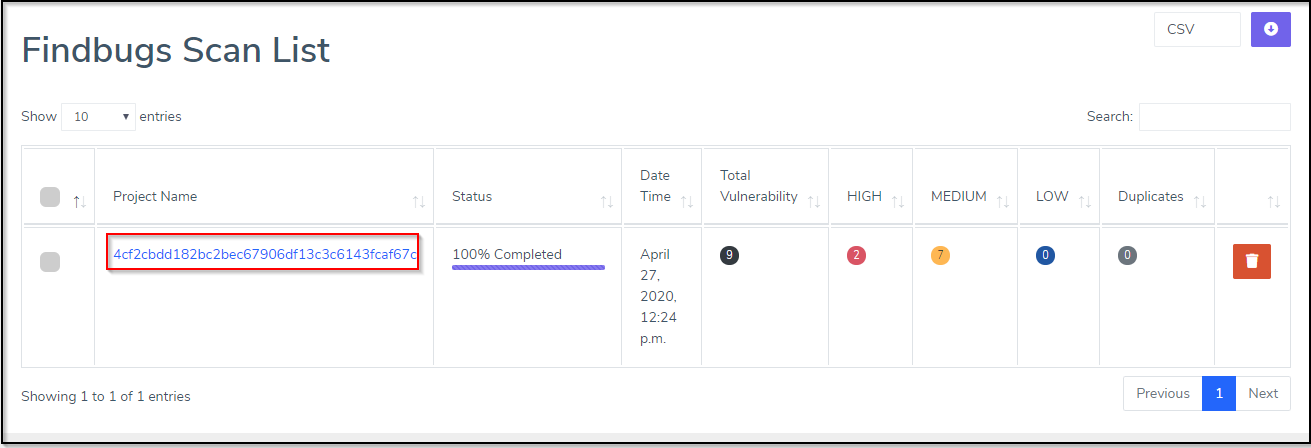 Findbugs Scan List
CSV
Show 10 entries
Search:
Project Name
Status
Date
Time
Total
Vulnerability
HIGH
MEDIUM
LOW
Duplicates
4cf2cbdd182bc2bec67906df13c3c6143fcaf67c
100% Completed
April
27,
2020,
12:24
p.m.
9
2
7
0
0
Showing 1 to 1 of 1 entries
Previous
1
Next